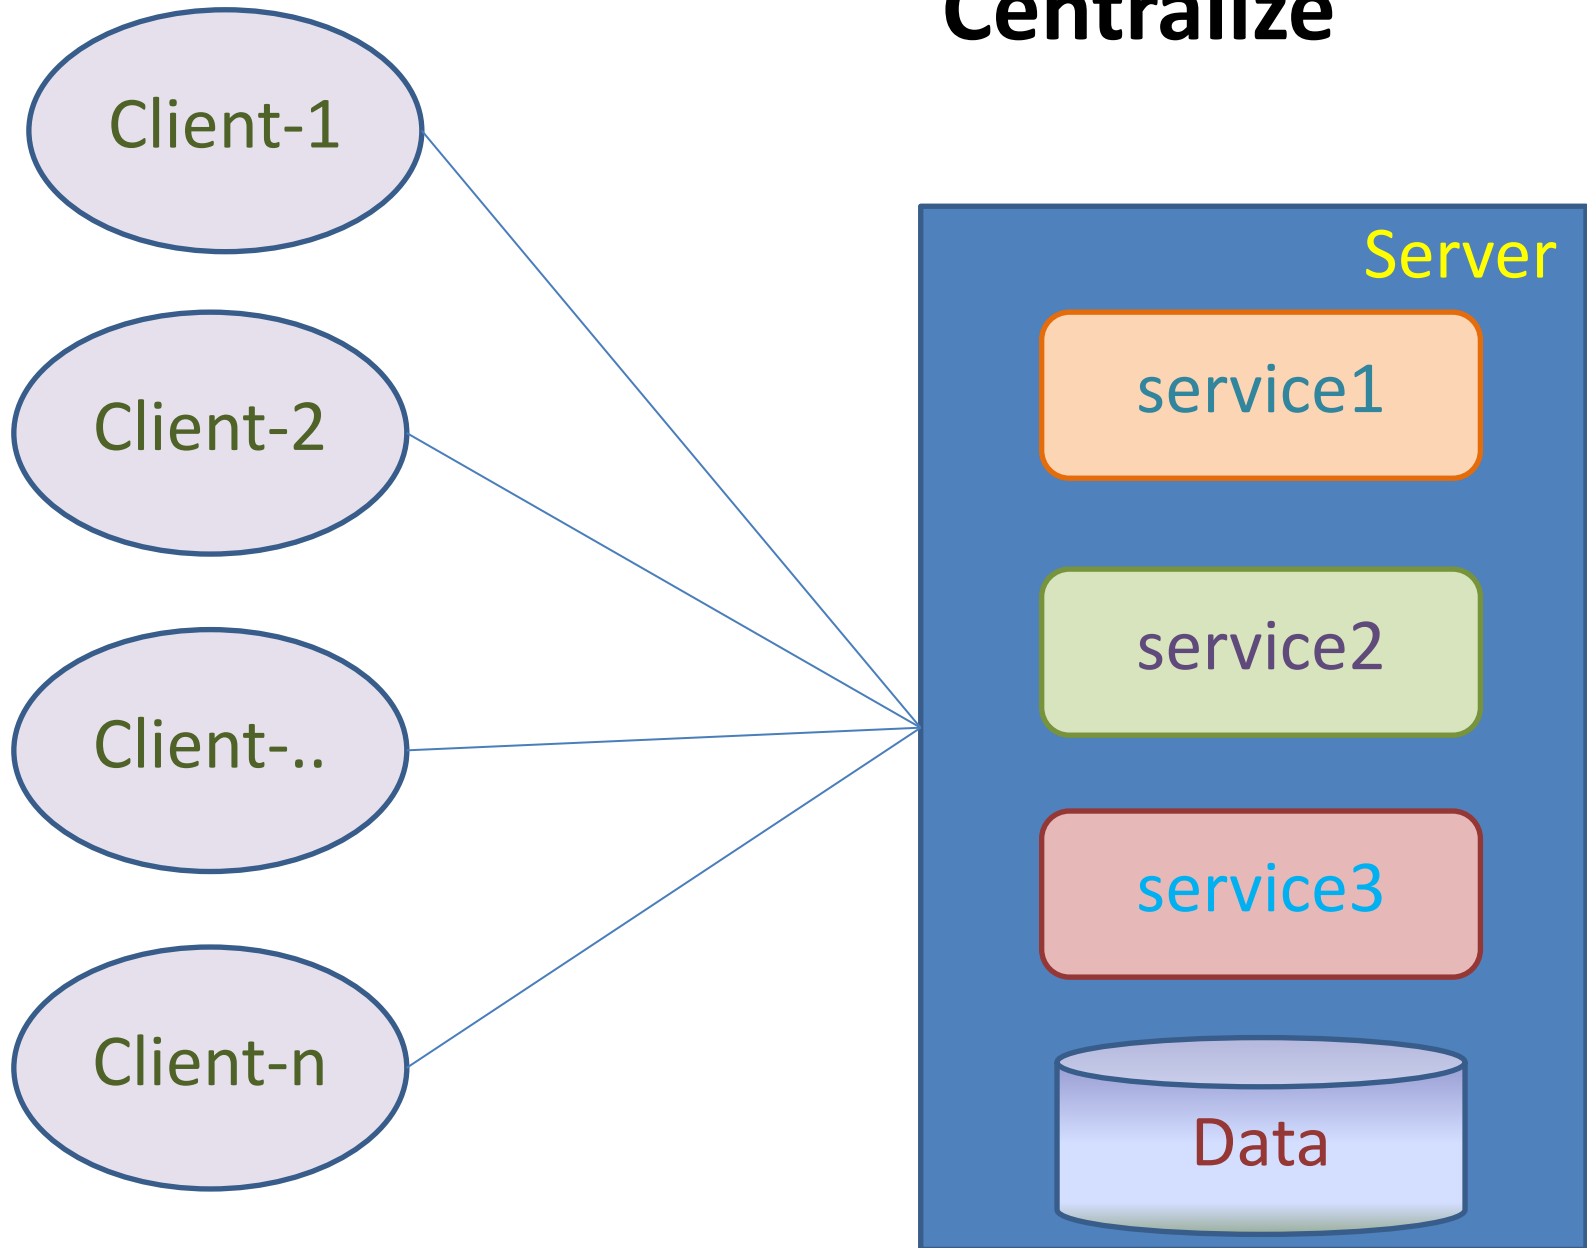 Centralize
Client-1
Client-2
Client-..
Client-n
Server
service1
service2
service3
Data